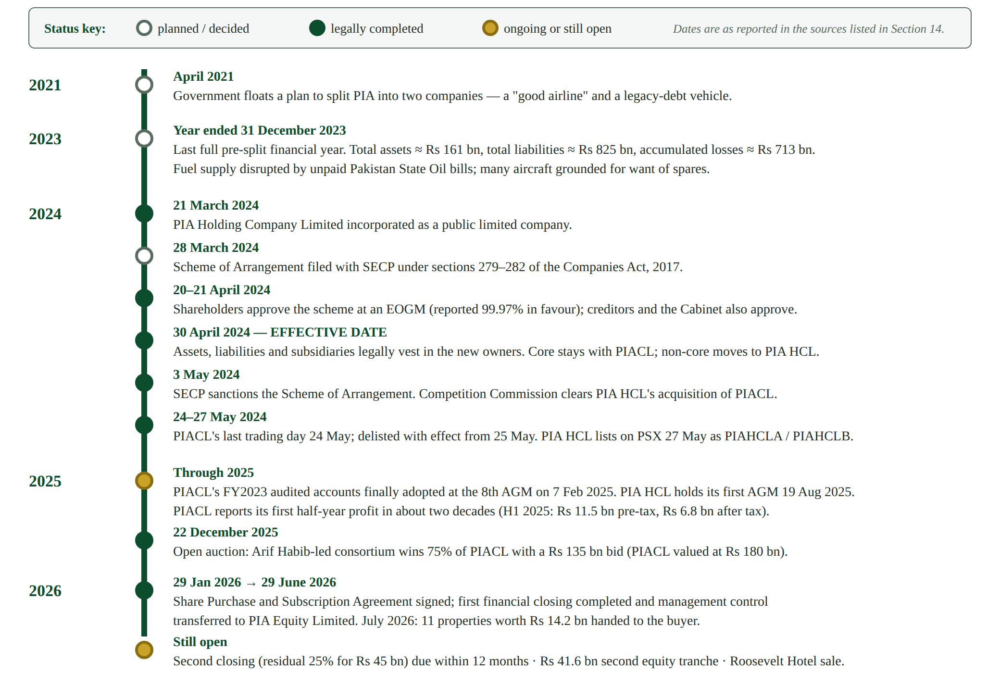 Status key: planned / decided legally completed ongoing or still open Dates are as reported in the sources listed in Section 14.
2021
April 2021
Government floats a plan to split PIA into two companies — a "good airline" and a legacy-debt vehicle.
2023
Year ended 31 December 2023
Last full pre-split financial year. Total assets ≈ Rs 161 bn, total liabilities ≈ Rs 825 bn, accumulated losses ≈ Rs 713 bn.
Fuel supply disrupted by unpaid Pakistan State Oil bills; many aircraft grounded for want of spares.
2024
21 March 2024
PIA Holding Company Limited incorporated as a public limited company.
28 March 2024
Scheme of Arrangement filed with SECP under sections 279–282 of the Companies Act, 2017.
20–21 April 2024
Shareholders approve the scheme at an EOGM (reported 99.97% in favour); creditors and the Cabinet also approve.
30 April 2024 — EFFECTIVE DATE
Assets, liabilities and subsidiaries legally vest in the new owners. Core stays with PIACL; non-core moves to PIA HCL.
3 May 2024
SECP sanctions the Scheme of Arrangement. Competition Commission clears PIA HCL's acquisition of PIACL.
24–27 May 2024
PIACL's last trading day 24 May; delisted with effect from 25 May. PIA HCL lists on PSX 27 May as PIAHCLA / PIAHCLB.
2025
Through 2025
PIACL's FY2023 audited accounts finally adopted at the 8th AGM on 7 Feb 2025. PIA HCL holds its first AGM 19 Aug 2025.
PIACL reports its first half-year profit in about two decades (H1 2025: Rs 11.5 bn pre-tax, Rs 6.8 bn after tax).
22 December 2025
Open auction: Arif Habib-led consortium wins 75% of PIACL with a Rs 135 bn bid (PIACL valued at Rs 180 bn).
2026
29 Jan 2026 → 29 June 2026
Share Purchase and Subscription Agreement signed; first financial closing completed and management control
transferred to PIA Equity Limited. July 2026: 11 properties worth Rs 14.2 bn handed to the buyer.
Still open
Second closing (residual 25% for Rs 45 bn) due within 12 months · Rs 41.6 bn second equity tranche · Roosevelt Hotel sale.